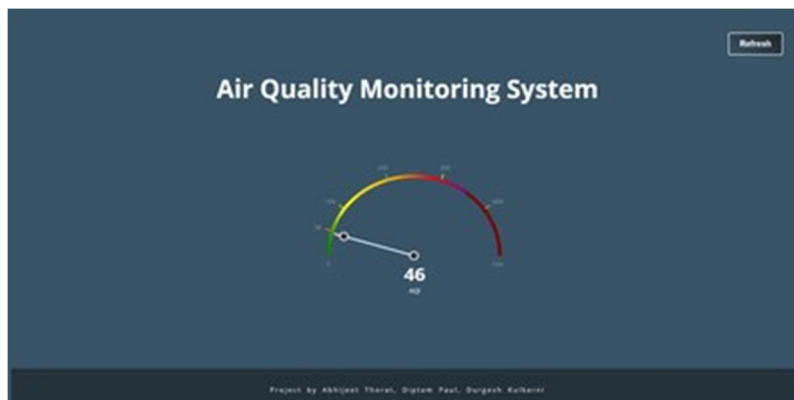 Refresh
Air Quality Monitoring System
46
AQI
Project by Abhijeet Thorat, Diptam Paul, Durgesh Kulkarni